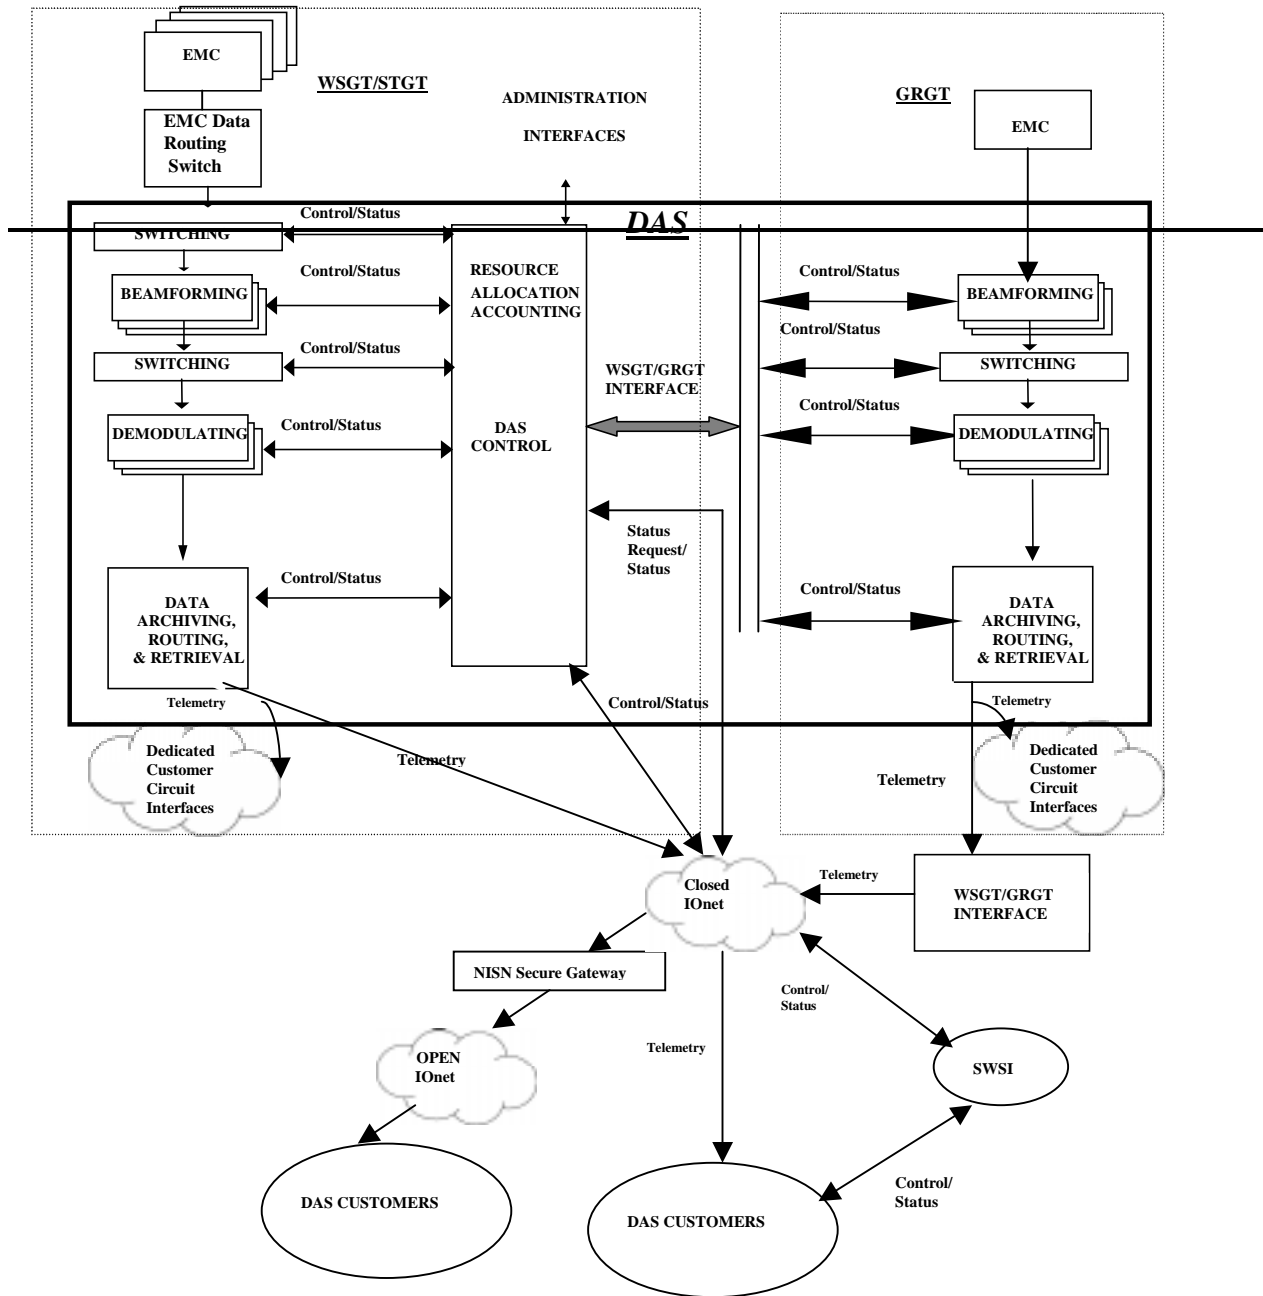 EMC
WSGT/STGT
ADMINISTRATION
INTERFACES
GRGT
EMC
EMC Data
Routing
Switch
DAS
Control/Status
SWITCHING
Control/Status
BEAMFORMING
RESOURCE
ALLOCATION
ACCOUNTING
Control/Status
BEAMFORMING
Control/Status
SWITCHING
WSGT/GRGT
INTERFACE
Control/Status
SWITCHING
Control/Status
DEMODULATING
DAS
CONTROL
Control/Status
DEMODULATING
Status
Request/
Status
Control/Status
DATA
ARCHIVING,
ROUTING,
& RETRIEVAL
Control/Status
DATA
ARCHIVING,
ROUTING,
& RETRIEVAL
Telemetry
Control/Status
Telemetry
Dedicated
Customer
Circuit
Interfaces
Telemetry
Telemetry
Dedicated
Customer
Circuit
Interfaces
Closed
IOnet
Telemetry
WSGT/GRGT
INTERFACE
NISN Secure Gateway
Control/
Status
OPEN
IOnet
Telemetry
SWSI
DAS CUSTOMERS
DAS CUSTOMERS
Control/
Status